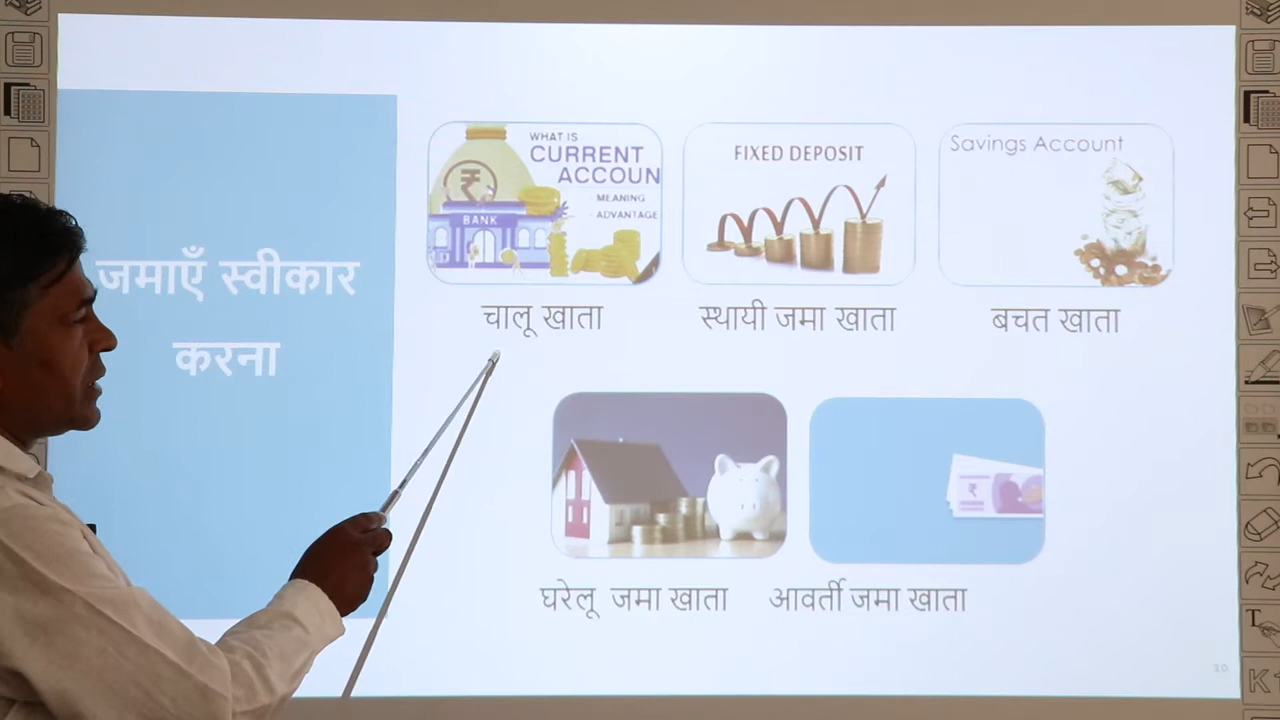 जमाएँ स्वीकार
करना
WHAT IS
CURRENT
ACCOUN
MEANING
ADVANTAGE
BANK
FIXED DEPOSIT
Savings Account
चालू खाता
स्थायी जमा खाता
बचत खाता
घरेलू जमा खाता
आवर्ती जमा खाता
30